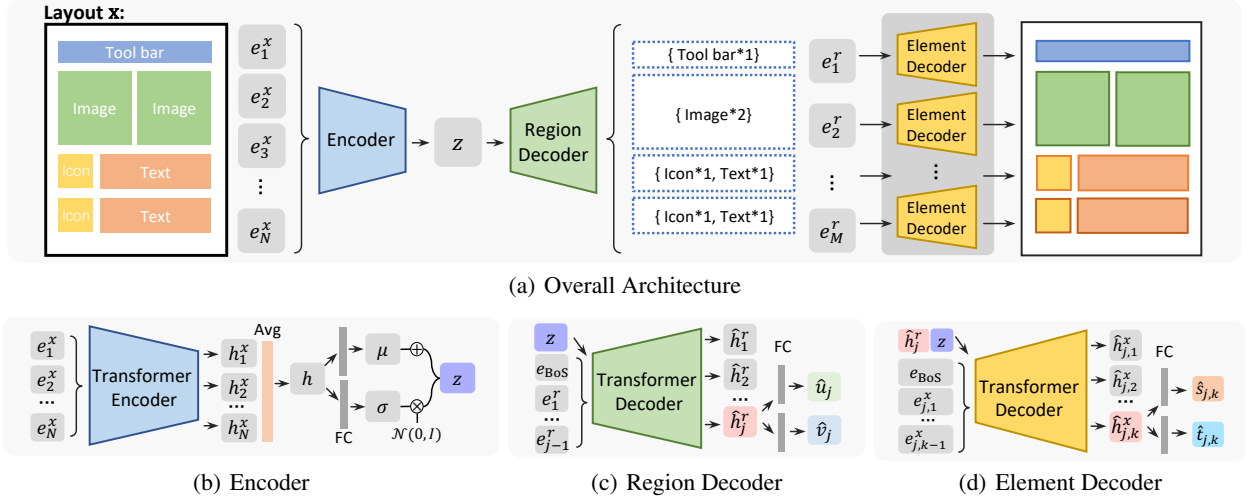 Layout x:
Tool bar
Image Image
Icon Text
Icon Text
e_1^x
e_2^x
e_3^x
⋮
e_N^x
Encoder
z
Region
Decoder
{ Tool bar*1}
{ Image*2}
{ Icon*1, Text*1}
{ Icon*1, Text*1}
e_1^r
e_2^r
⋮
e_M^r
Element
Decoder
Element
Decoder
⋮
Element
Decoder
(a) Overall Architecture
e_1^x
e_2^x
...
e_N^x
Transformer
Encoder
h_1^x
h_2^x
...
h_N^x
Avg
h
FC
μ
σ
𝒩(0, I)
z
(b) Encoder
z
e_BoS
e_1^r
...
e_{j-1}^r
Transformer
Decoder
ĥ_1^r
ĥ_2^r
...
ĥ_j^r
FC
û_j
v̂_j
(c) Region Decoder
ĥ_j^r z
e_BoS
e_{j,1}^x
...
e_{j,k-1}^x
Transformer
Decoder
ĥ_{j,1}^x
ĥ_{j,2}^x
...
ĥ_{j,k}^x
FC
ŝ_{j,k}
t̂_{j,k}
(d) Element Decoder